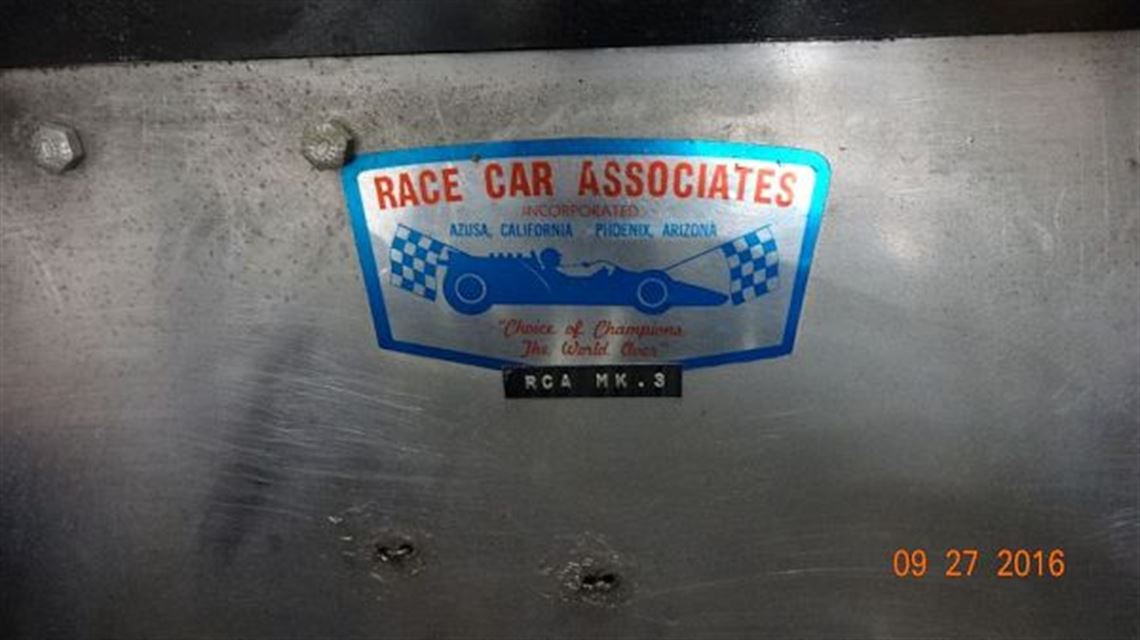 RACE CAR ASSOCIATES
INCORPORATED
AZUSA, CALIFORNIA PHOENIX, ARIZONA
"Choice of Champions
The World Over"
RCA MK.3
09 27 2016